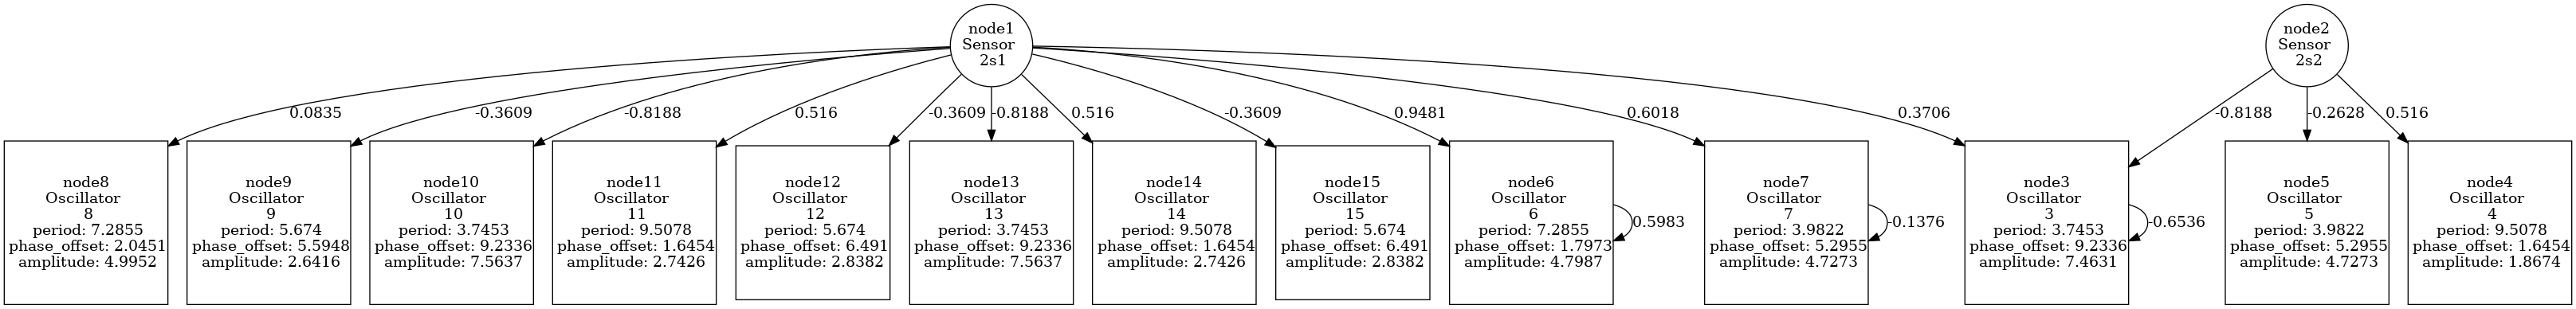 node1
Sensor
2s1
node2
Sensor
2s2
0.0835
-0.3609
-0.8188
0.516
-0.3609
-0.8188
0.516
-0.3609
0.9481
0.6018
0.3706
-0.8188
-0.2628
0.516
node8
Oscillator
8
period: 7.2855
phase_offset: 2.0451
amplitude: 4.9952
node9
Oscillator
9
period: 5.674
phase_offset: 5.5948
amplitude: 2.6416
node10
Oscillator
10
period: 3.7453
phase_offset: 9.2336
amplitude: 7.5637
node11
Oscillator
11
period: 9.5078
phase_offset: 1.6454
amplitude: 2.7426
node12
Oscillator
12
period: 5.674
phase_offset: 6.491
amplitude: 2.8382
node13
Oscillator
13
period: 3.7453
phase_offset: 9.2336
amplitude: 7.5637
node14
Oscillator
14
period: 9.5078
phase_offset: 1.6454
amplitude: 2.7426
node15
Oscillator
15
period: 5.674
phase_offset: 6.491
amplitude: 2.8382
node6
Oscillator
6
period: 7.2855
phase_offset: 1.7973
amplitude: 4.7987
0.5983
node7
Oscillator
7
period: 3.9822
phase_offset: 5.2955
amplitude: 4.7273
-0.1376
node3
Oscillator
3
period: 3.7453
phase_offset: 9.2336
amplitude: 7.4631
-0.6536
node5
Oscillator
5
period: 3.9822
phase_offset: 5.2955
amplitude: 4.7273
node4
Oscillator
4
period: 9.5078
phase_offset: 1.6454
amplitude: 1.8674